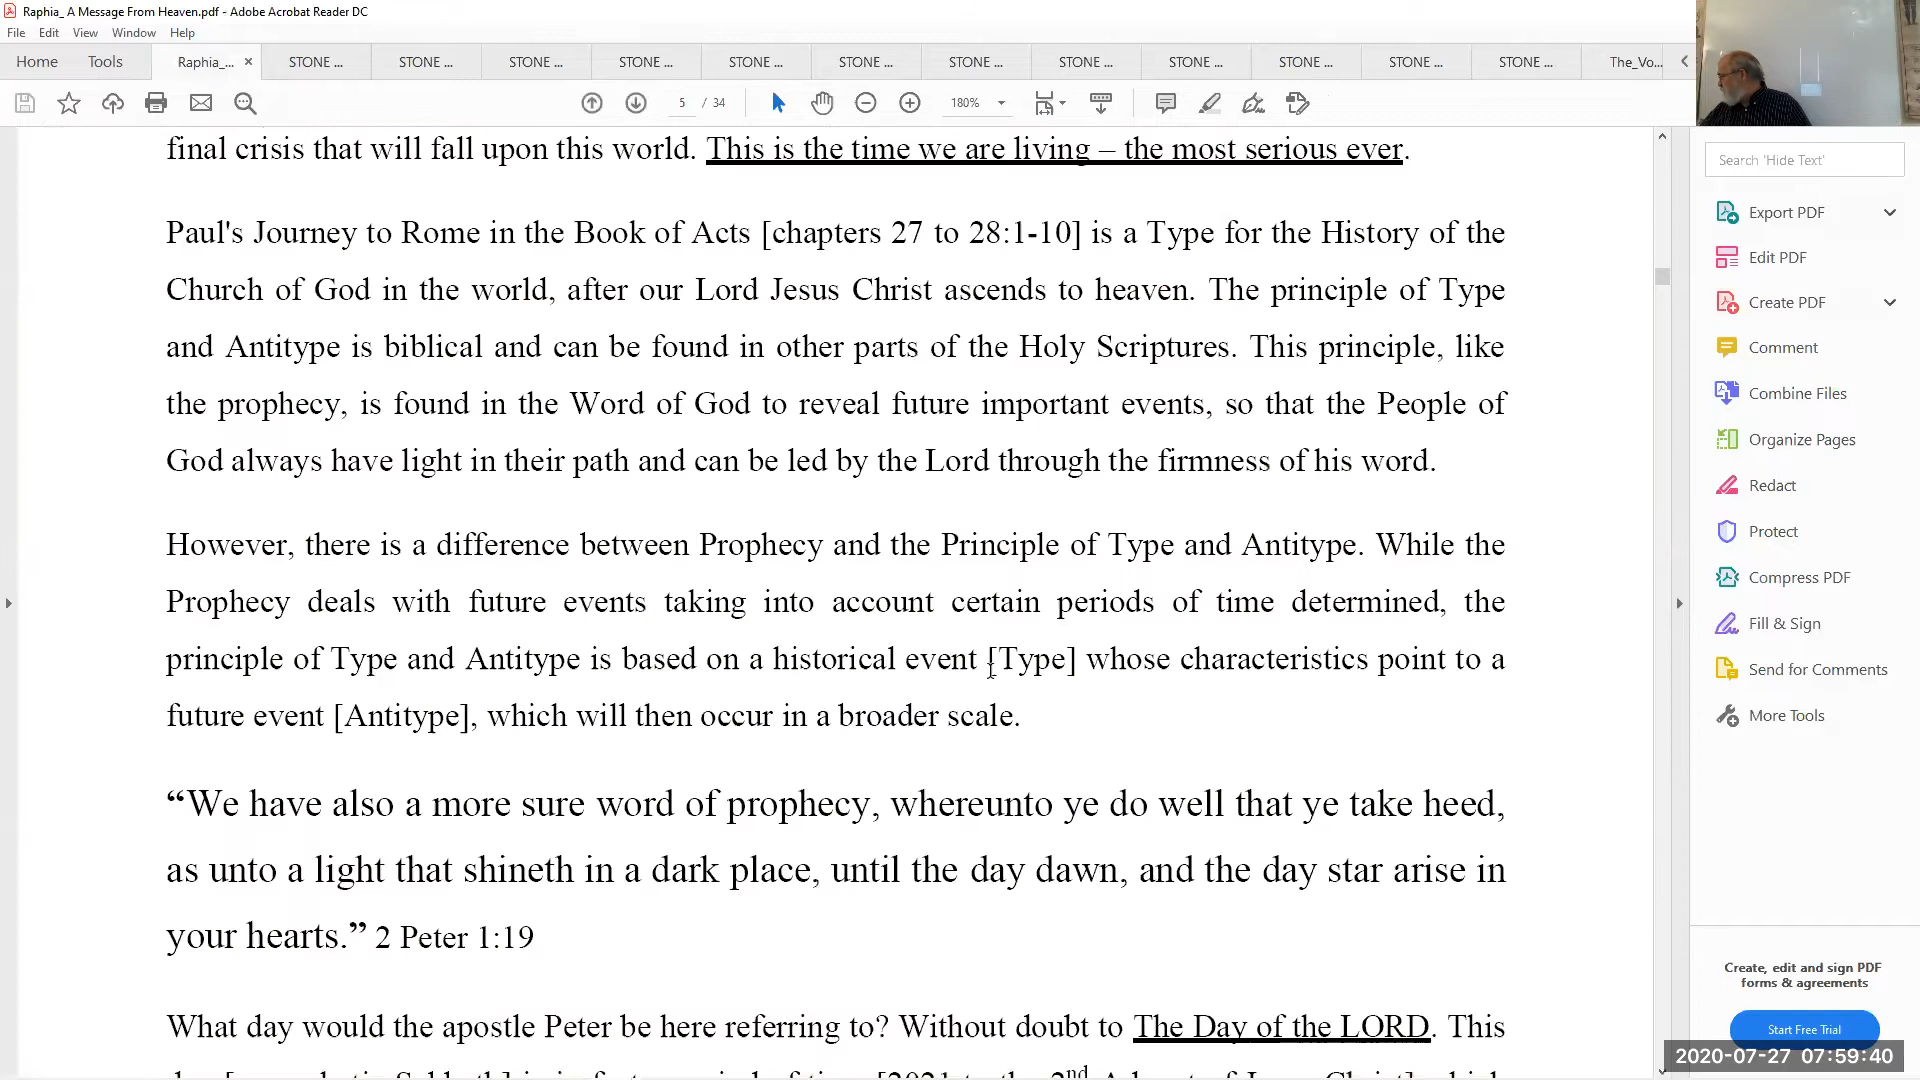 Raphia_ A Message From Heaven.pdf - Adobe Acrobat Reader DC
File Edit View Window Help
Home Tools Raphia_... × STONE ... STONE ... STONE ... STONE ... STONE ... STONE ... STONE ... STONE ... STONE ... STONE ... STONE ... STONE ... The_Vo...
5 / 34 180%
final crisis that will fall upon this world. This is the time we are living – the most serious ever.
Paul's Journey to Rome in the Book of Acts [chapters 27 to 28:1-10] is a Type for the History of the
Church of God in the world, after our Lord Jesus Christ ascends to heaven. The principle of Type
and Antitype is biblical and can be found in other parts of the Holy Scriptures. This principle, like
the prophecy, is found in the Word of God to reveal future important events, so that the People of
God always have light in their path and can be led by the Lord through the firmness of his word.
However, there is a difference between Prophecy and the Principle of Type and Antitype. While the
Prophecy deals with future events taking into account certain periods of time determined, the
principle of Type and Antitype is based on a historical event [Type] whose characteristics point to a
future event [Antitype], which will then occur in a broader scale.
“We have also a more sure word of prophecy, whereunto ye do well that ye take heed,
as unto a light that shineth in a dark place, until the day dawn, and the day star arise in
your hearts.” 2 Peter 1:19
What day would the apostle Peter be here referring to? Without doubt to The Day of the LORD. This
Search 'Hide Text'
Export PDF
Edit PDF
Create PDF
Comment
Combine Files
Organize Pages
Redact
Protect
Compress PDF
Fill & Sign
Send for Comments
More Tools
Create, edit and sign PDF
forms & agreements
Start Free Trial
2020-07-27 07:59:40